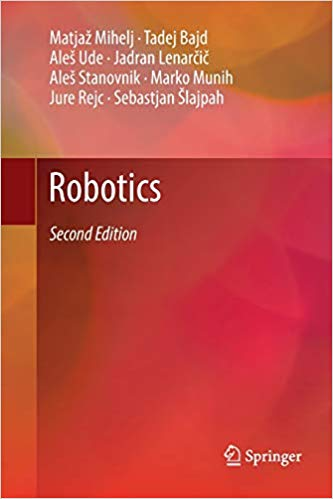 Matjaž Mihelj · Tadej Bajd
Aleš Ude · Jadran Lenarčič
Aleš Stanovnik · Marko Munih
Jure Rejc · Sebastjan Šlajpah
Robotics
Second Edition
Springer